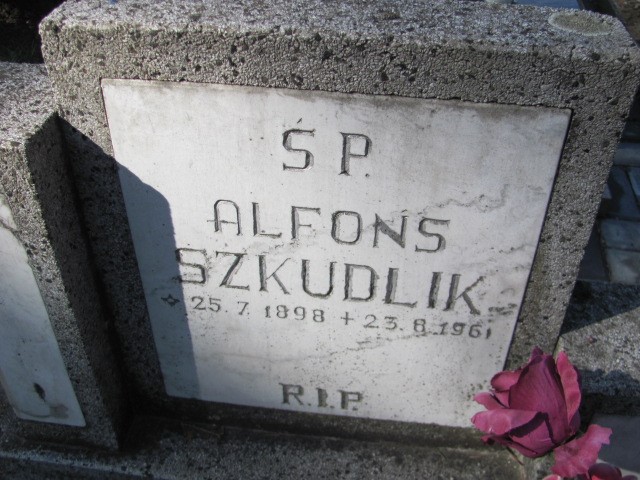 Ś P.
ALFONS
SZKUDLIK
* 25. 7. 1898 + 23. 8. 1961
R. I. P.